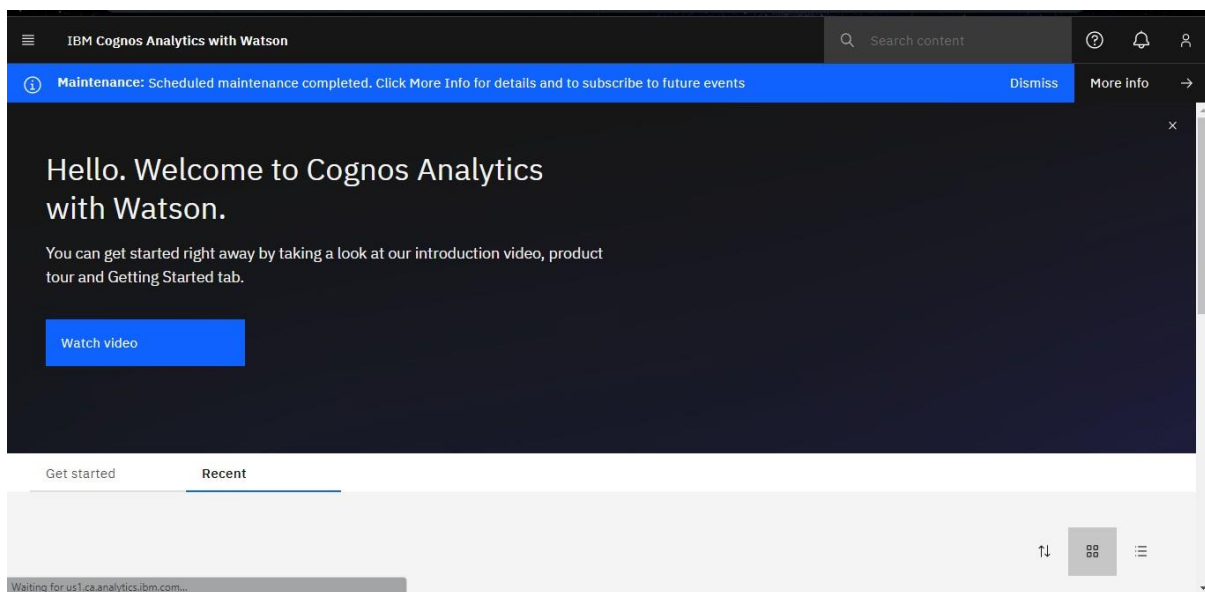 IBM Cognos Analytics with Watson
Search content
Maintenance: Scheduled maintenance completed. Click More Info for details and to subscribe to future events
Dismiss
More info
Hello. Welcome to Cognos Analytics
with Watson.
You can get started right away by taking a look at our introduction video, product
tour and Getting Started tab.
Watch video
Get started
Recent
Waiting for us1.ca.analytics.ibm.com...